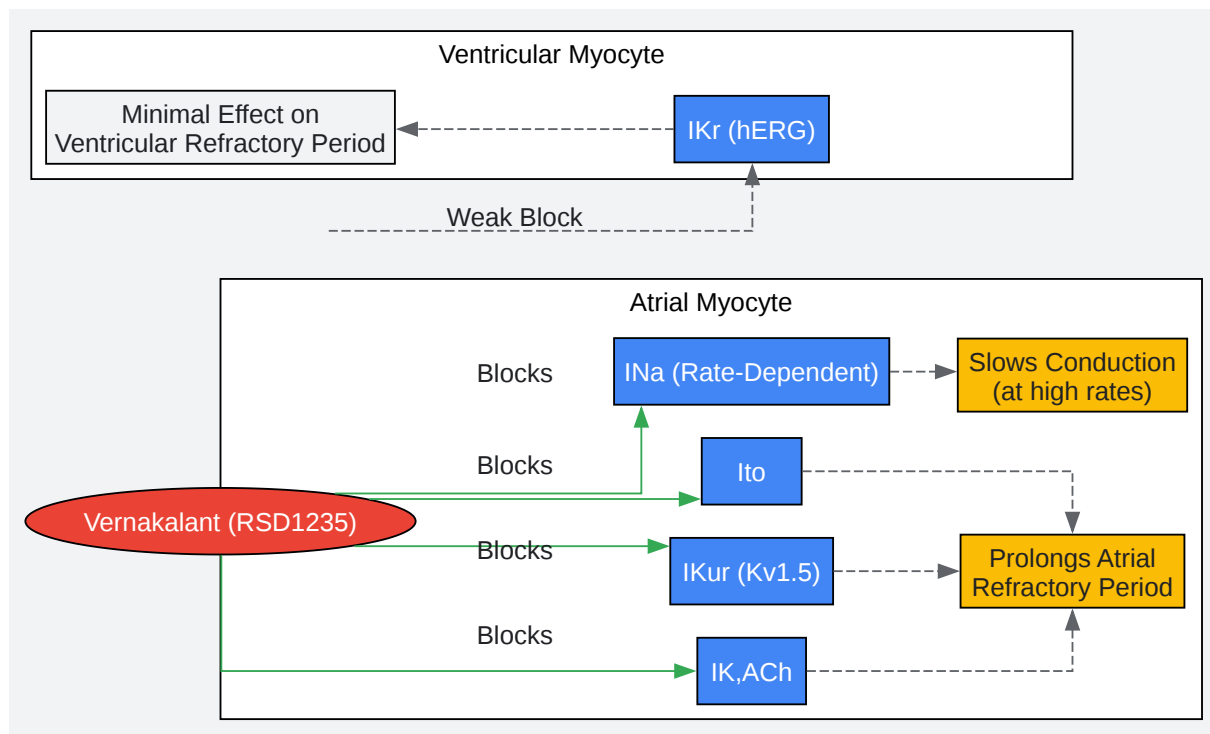 Ventricular Myocyte
Minimal Effect on
Ventricular Refractory Period
IKr (hERG)
Weak Block
Atrial Myocyte
Blocks
INa (Rate-Dependent)
Slows Conduction
(at high rates)
Blocks
Ito
Vernakalant (RSD1235)
Blocks
IKur (Kv1.5)
Prolongs Atrial
Refractory Period
Blocks
IK,ACh